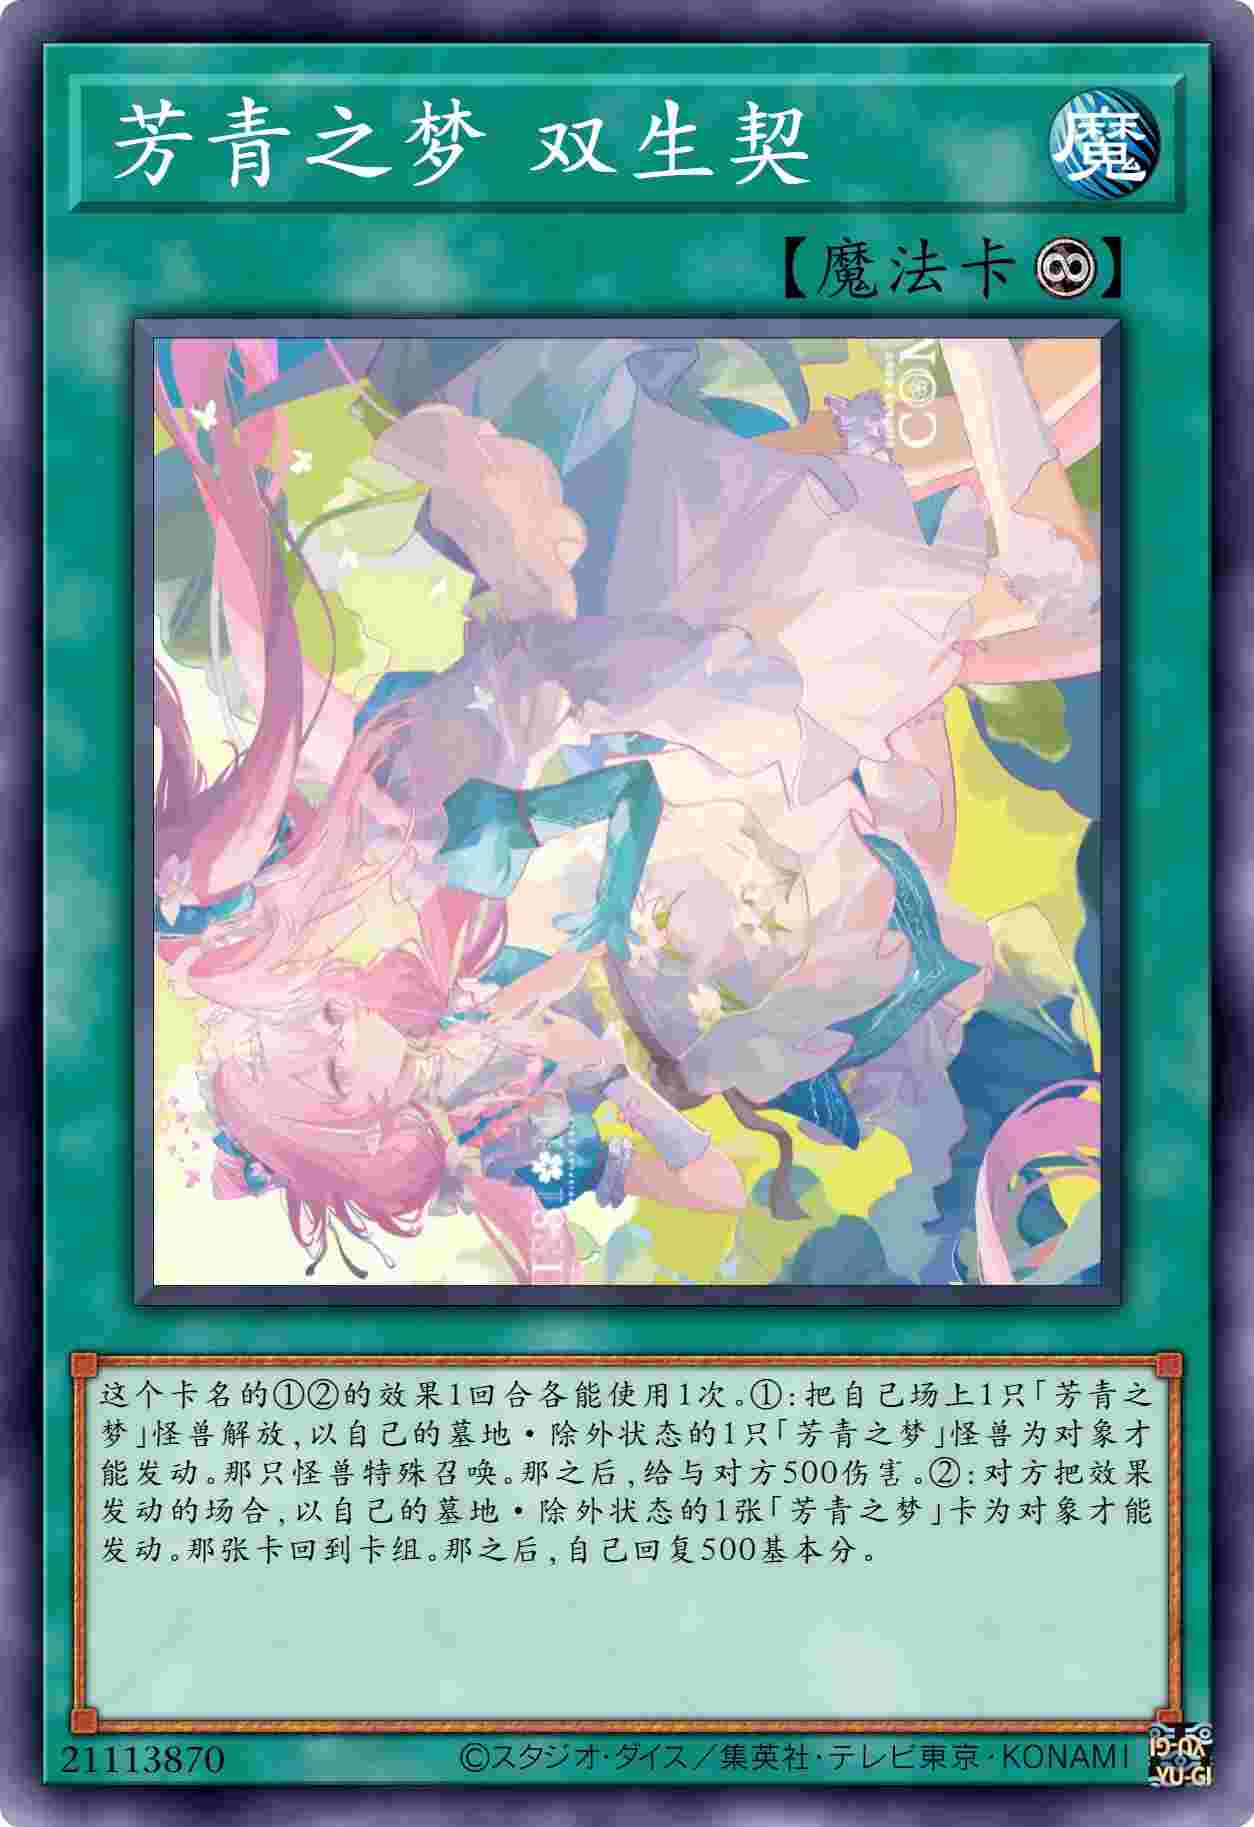 芳青之梦 双生契
魔
【魔法卡】
CON
这个卡名的①②的效果1回合各能使用1次。①:把自己场上1只「芳青之
梦」怪兽解放,以自己的墓地·除外状态的1只「芳青之梦」怪兽为对象才
能发动。那只怪兽特殊召唤。那之后,给与对方500伤害。②:对方把效果
发动的场合,以自己的墓地·除外状态的1张「芳青之梦」卡为对象才能
发动。那张卡回到卡组。那之后,自己回复500基本分。
21113870
©スタジオ·ダイス/集英社·テレビ東京·KONAMI
YU-GI